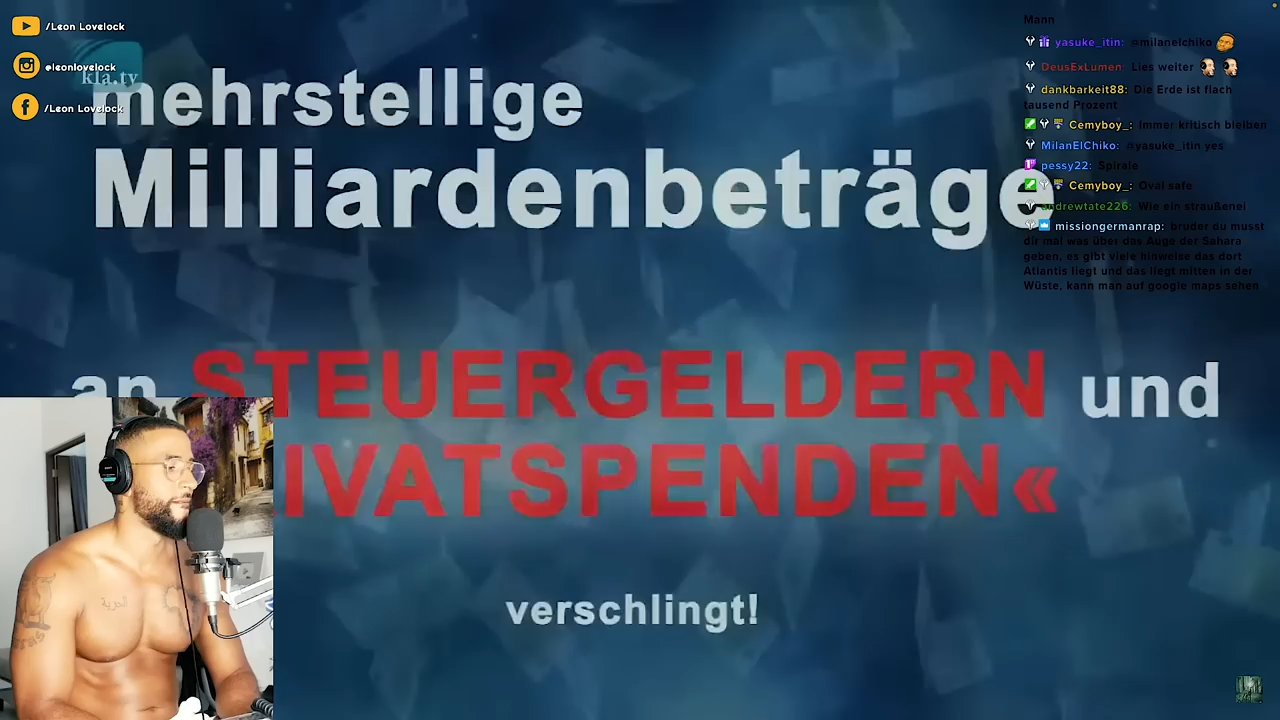 /Leon Lovelock
@leonlovelock
/Leon Lovelock
kla.tv
mehrstellige
Milliardenbeträge
an STEUERGELDERN und
IVATSPENDEN«
verschlingt!
Mann
yasuke_itin: @milanelchiko
DeusExLumen: Lies weiter
dankbarkeit88: Die Erde ist flach
tausend Prozent
Cemyboy_: Immer kritisch bleiben
MilanElChiko: @yasuke_itin yes
pessy22: Spirale
Cemyboy_: Oval safe
andrewtate226: Wie ein straußenei
missiongermanrap: bruder du musst
dir mal was über das Auge der Sahara
geben, es gibt viele hinweise das dort
Atlantis liegt und das liegt mitten in der
Wüste, kann man auf google maps sehen
الحرية